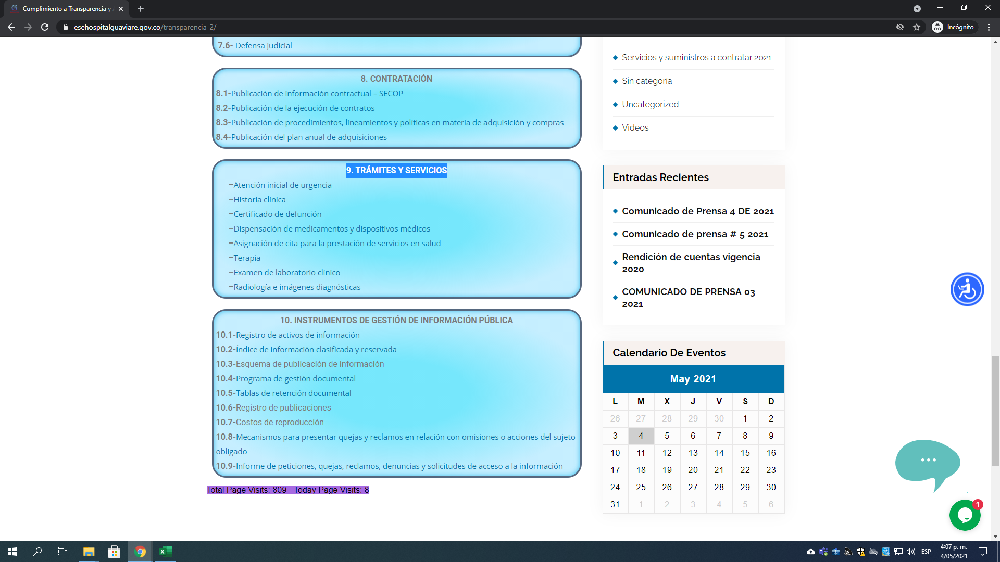 Cumplimiento a Transparencia y
esehospitalguaviare.gov.co/transparencia-2/
Incógnito
7.6- Defensa judicial
8. CONTRATACIÓN
8.1-Publicación de información contractual – SECOP
8.2-Publicación de la ejecución de contratos
8.3-Publicación de procedimientos, lineamientos y políticas en materia de adquisición y compras
8.4-Publicación del plan anual de adquisiciones
9. TRÁMITES Y SERVICIOS
–Atención inicial de urgencia
–Historia clínica
–Certificado de defunción
–Dispensación de medicamentos y dispositivos médicos
–Asignación de cita para la prestación de servicios en salud
–Terapia
–Examen de laboratorio clínico
–Radiología e imágenes diagnósticas
10. INSTRUMENTOS DE GESTIÓN DE INFORMACIÓN PÚBLICA
10.1-Registro de activos de información
10.2-Índice de información clasificada y reservada
10.3-Esquema de publicación de información
10.4-Programa de gestión documental
10.5-Tablas de retención documental
10.6-Registro de publicaciones
10.7-Costos de reproducción
10.8-Mecanismos para presentar quejas y reclamos en relación con omisiones o acciones del sujeto
obligado
10.9-Informe de peticiones, quejas, reclamos, denuncias y solicitudes de acceso a la información
Total Page Visits: 809 - Today Page Visits: 8
Servicios y suministros a contratar 2021
Sin categoría
Uncategorized
Videos
Entradas Recientes
Comunicado de Prensa 4 DE 2021
Comunicado de prensa # 5 2021
Rendición de cuentas vigencia
2020
COMUNICADO DE PRENSA 03
2021
Calendario De Eventos
May 2021
L M X J V S D
26 27 28 29 30 1 2
3 4 5 6 7 8 9
10 11 12 13 14 15 16
17 18 19 20 21 22 23
24 25 26 27 28 29 30
31 1 2 3 4 5 6
1
ESP
4:07 p. m.
4/05/2021